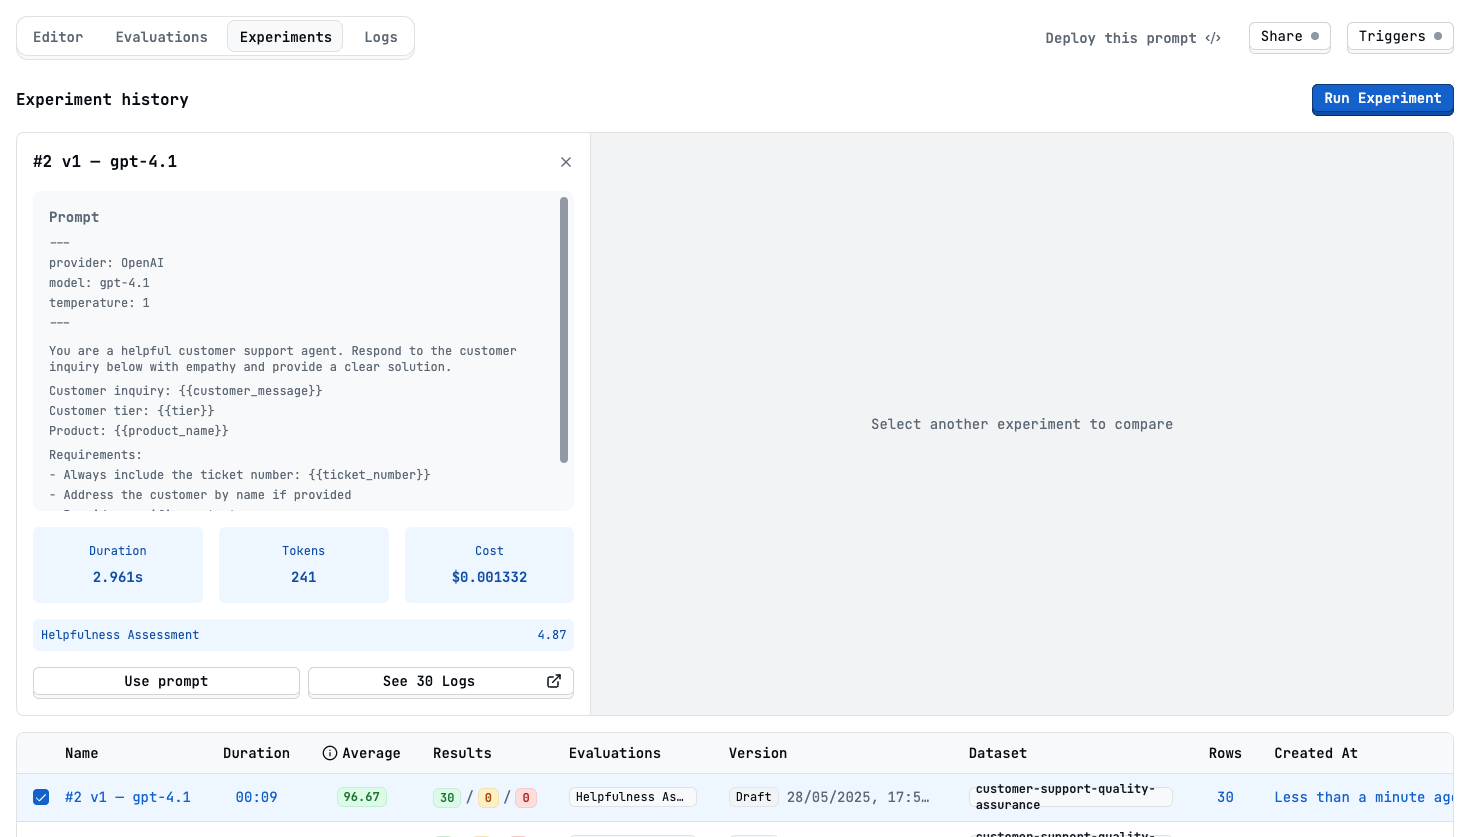 Editor Evaluations Experiments Logs
Deploy this prompt </> Share Triggers
Experiment history
Run Experiment
#2 v1 — gpt-4.1
Prompt
---
provider: OpenAI
model: gpt-4.1
temperature: 1
---
You are a helpful customer support agent. Respond to the customer
inquiry below with empathy and provide a clear solution.
Customer inquiry: {{customer_message}}
Customer tier: {{tier}}
Product: {{product_name}}
Requirements:
- Always include the ticket number: {{ticket_number}}
- Address the customer by name if provided
Select another experiment to compare
Duration Tokens Cost
2.961s 241 $0.001332
Helpfulness Assessment 4.87
Use prompt See 30 Logs
Name Duration Average Results Evaluations Version Dataset Rows Created At
#2 v1 — gpt-4.1 00:09 96.67 30 / 0 / 0 Helpfulness As… Draft 28/05/2025, 17:5… customer-support-quality-
assurance 30 Less than a minute ago
customer-support-quality-